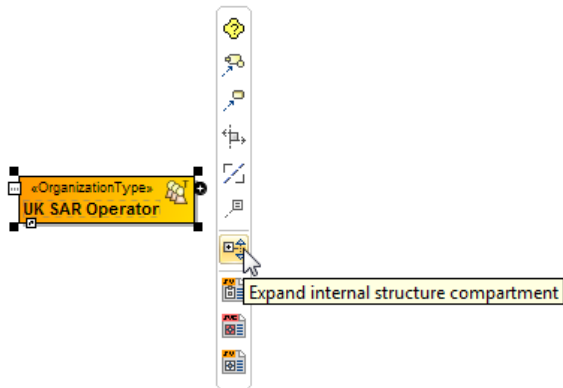 «OrganizationType»
UK SAR Operator
Expand internal structure compartment